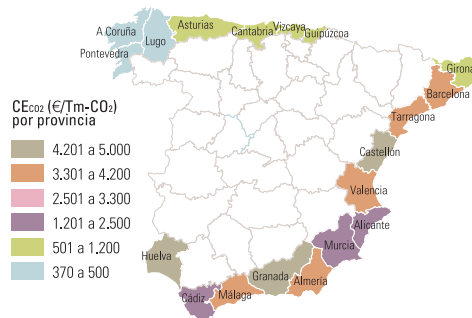 A Coruña
Lugo
Pontevedra
Asturias
Cantabria
Vizcaya
Guipúzcoa
Girona
Barcelona
Tarragona
Castellón
Valencia
Alicante
Murcia
Almería
Granada
Málaga
Cádiz
Huelva
CEco2 (€/Tm-CO2)
por provincia
4.201 a 5.000
3.301 a 4.200
2.501 a 3.300
1.201 a 2.500
501 a 1.200
370 a 500